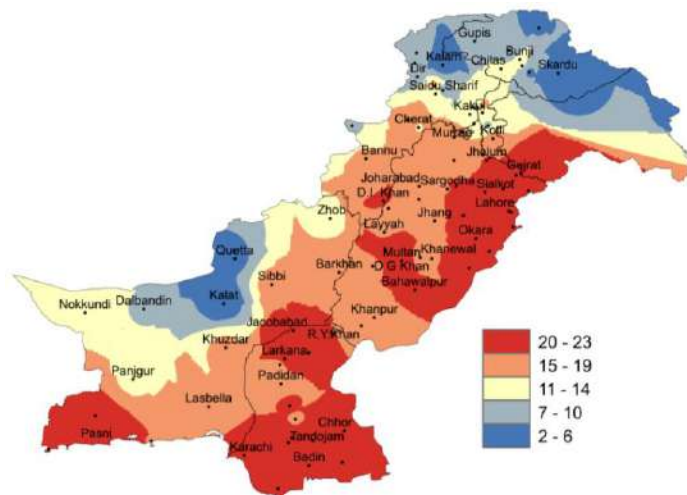 Gupis
Kalam
Bunji
Chilas
Skardu
Dir
Saidu Sharif
Kakul
Cherat
Murree
Kotli
Bannu
Jhelum
Gujrat
Joharabad
Sargodha
Sialkot
D.I. Khan
Lahore
Zhob
Layyah
Jhang
Okara
Quetta
Multan
Khanewal
Barkhan
D G Khan
Sibbi
Bahawalpur
Nokkundi
Dalbandin
Kalat
Khanpur
Jacobabad
R.Y.Khan
Khuzdar
Larkana
Panjgur
Padidan
Lasbella
Pasni
Chhor
Karachi
Tandojam
Badin
20 - 23
15 - 19
11 - 14
7 - 10
2 - 6